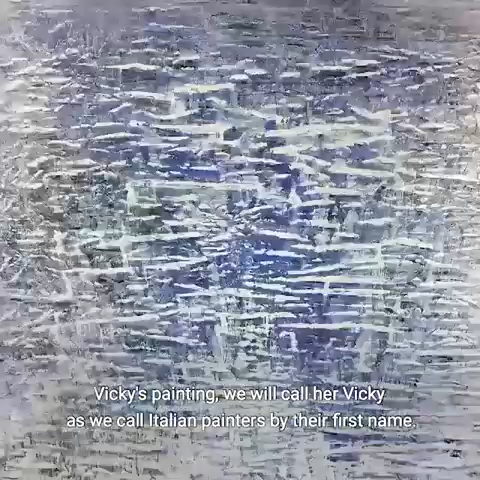 Vicky's painting, we will call her Vicky
as we call Italian painters by their first name.